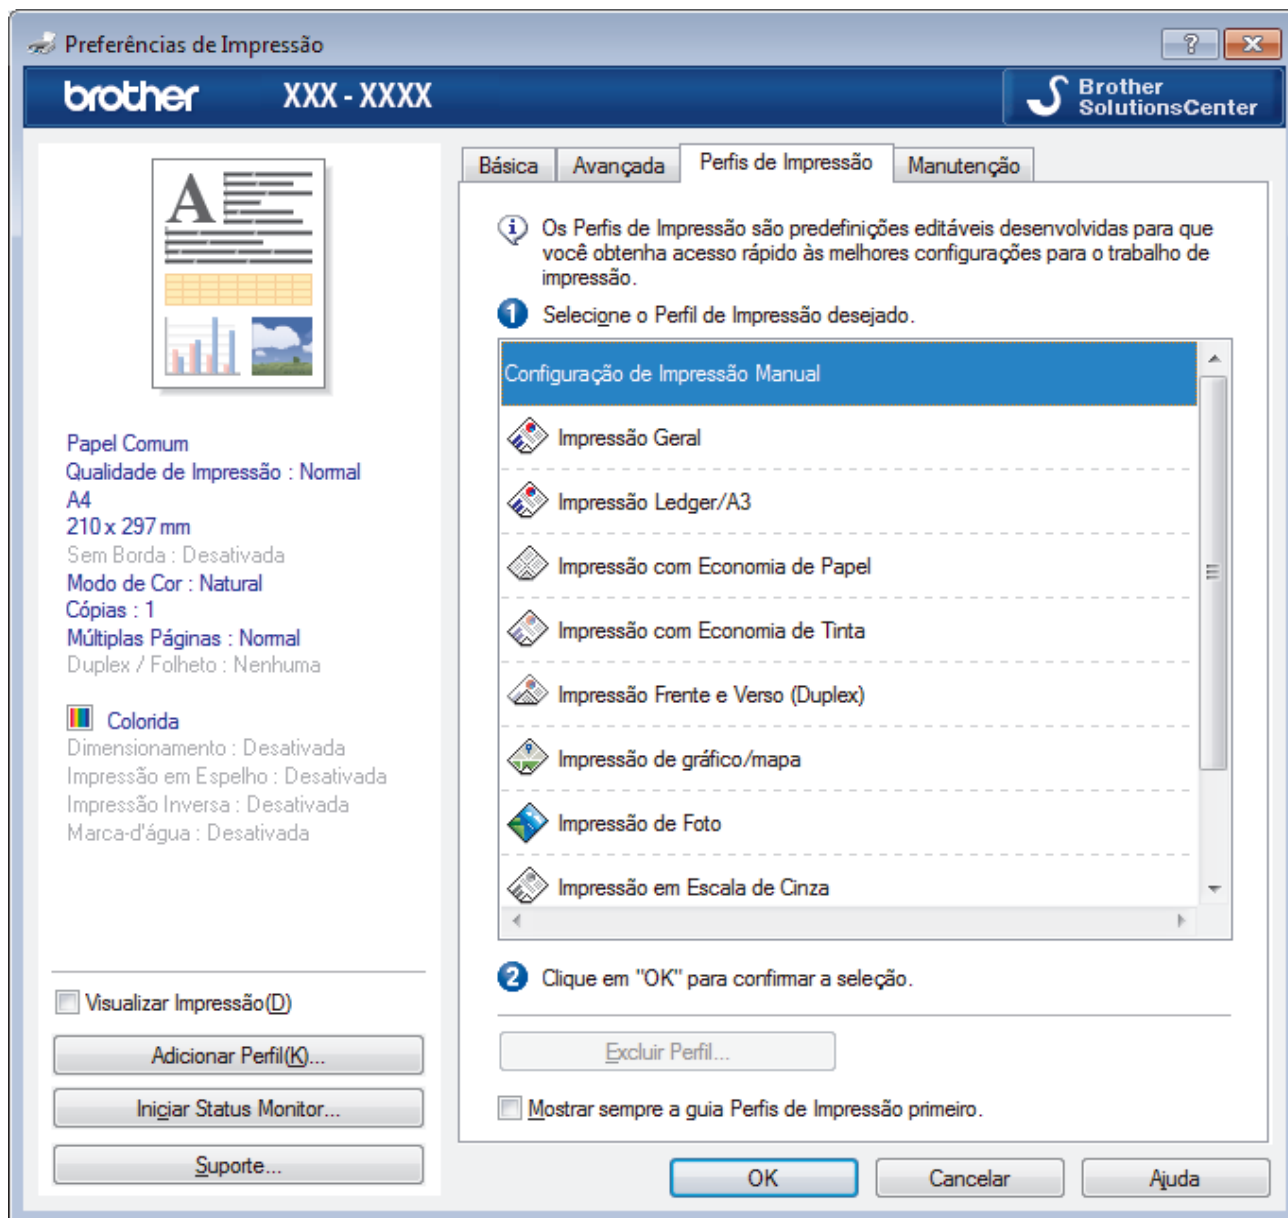 Preferências de Impressão
brother XXX - XXXX
Brother
SolutionsCenter
A
Papel Comum
Qualidade de Impressão : Normal
A4
210 x 297 mm
Sem Borda : Desativada
Modo de Cor : Natural
Cópias : 1
Múltiplas Páginas : Normal
Duplex / Folheto : Nenhuma
Colorida
Dimensionamento : Desativada
Impressão em Espelho : Desativada
Impressão Inversa : Desativada
Marca-d'água : Desativada
Visualizar Impressão(D)
Adicionar Perfil(K)...
Iniciar Status Monitor...
Suporte...
Básica Avançada Perfis de Impressão Manutenção
Os Perfis de Impressão são predefinições editáveis desenvolvidas para que
você obtenha acesso rápido às melhores configurações para o trabalho de
impressão.
1 Selecione o Perfil de Impressão desejado.
Configuração de Impressão Manual
Impressão Geral
Impressão Ledger/A3
Impressão com Economia de Papel
Impressão com Economia de Tinta
Impressão Frente e Verso (Duplex)
Impressão de gráfico/mapa
Impressão de Foto
Impressão em Escala de Cinza
2 Clique em "OK" para confirmar a seleção.
Excluir Perfil...
Mostrar sempre a guia Perfis de Impressão primeiro.
OK Cancelar Ajuda